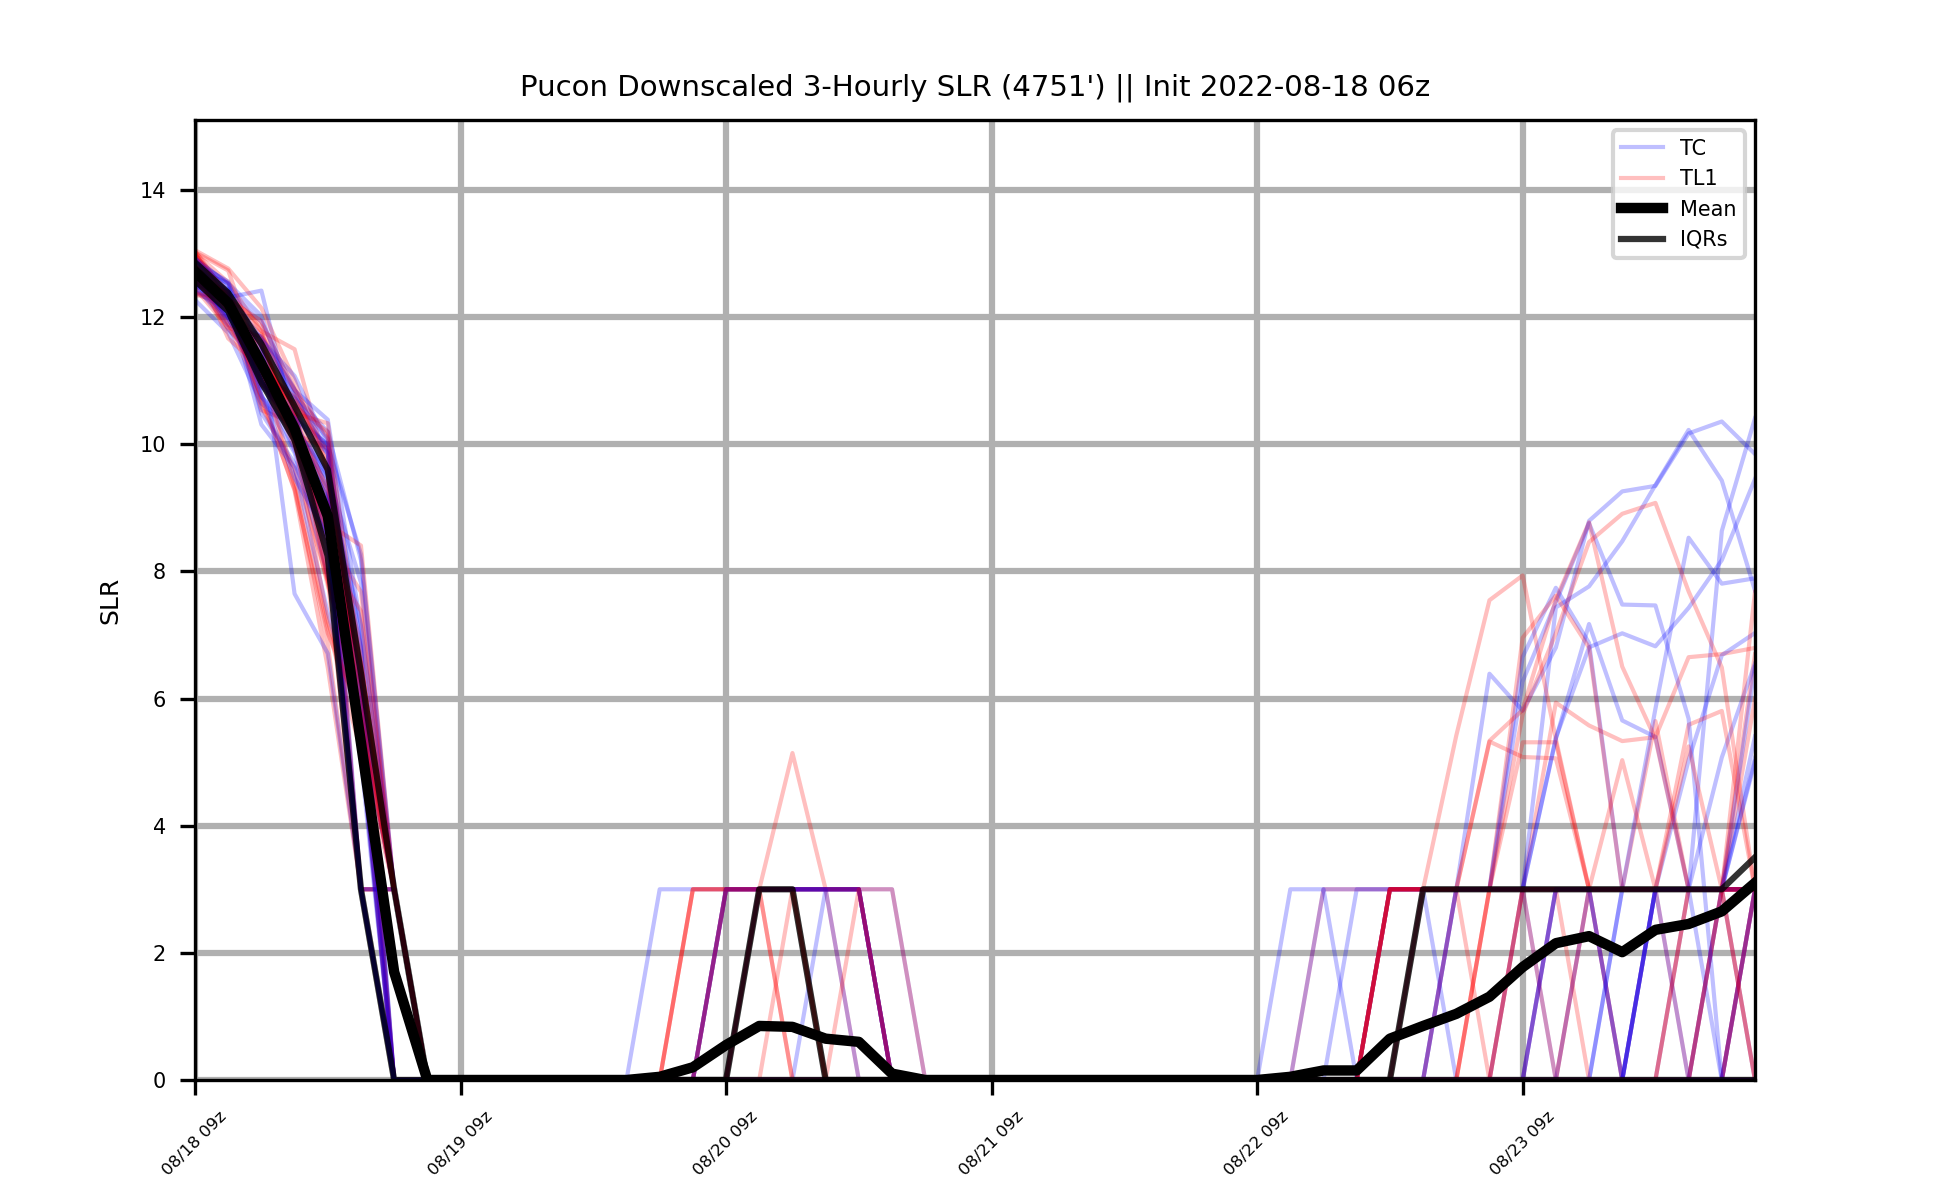 Pucon Downscaled 3-Hourly SLR (4751') || Init 2022-08-18 06z
TC
TL1
Mean
IQRs
SLR
14
12
10
8
6
4
2
0
08/18 09z
08/19 09z
08/20 09z
08/21 09z
08/22 09z
08/23 09z